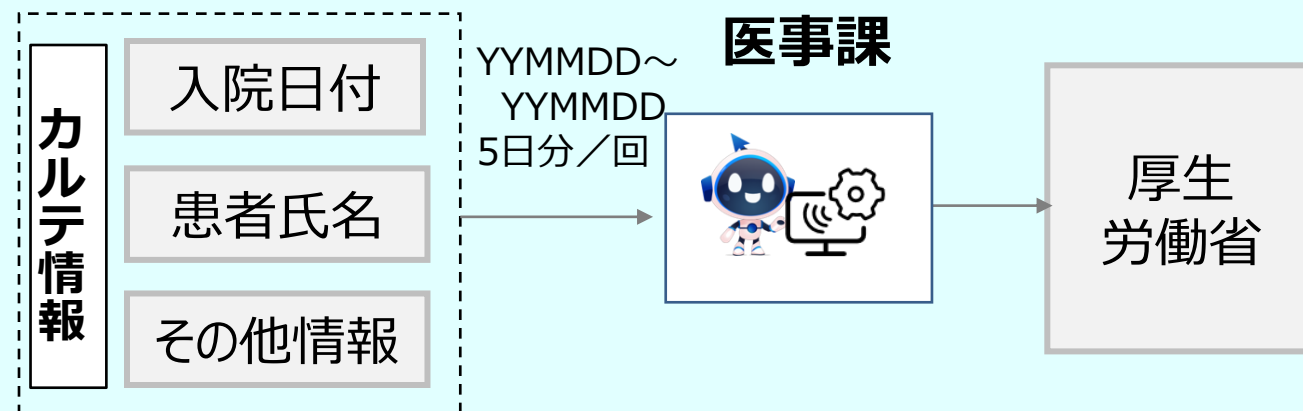 カルテ情報
入院日付
患者氏名
その他情報
YYMMDD～
YYMMDD
5日分／回
医事課
厚生
労働省